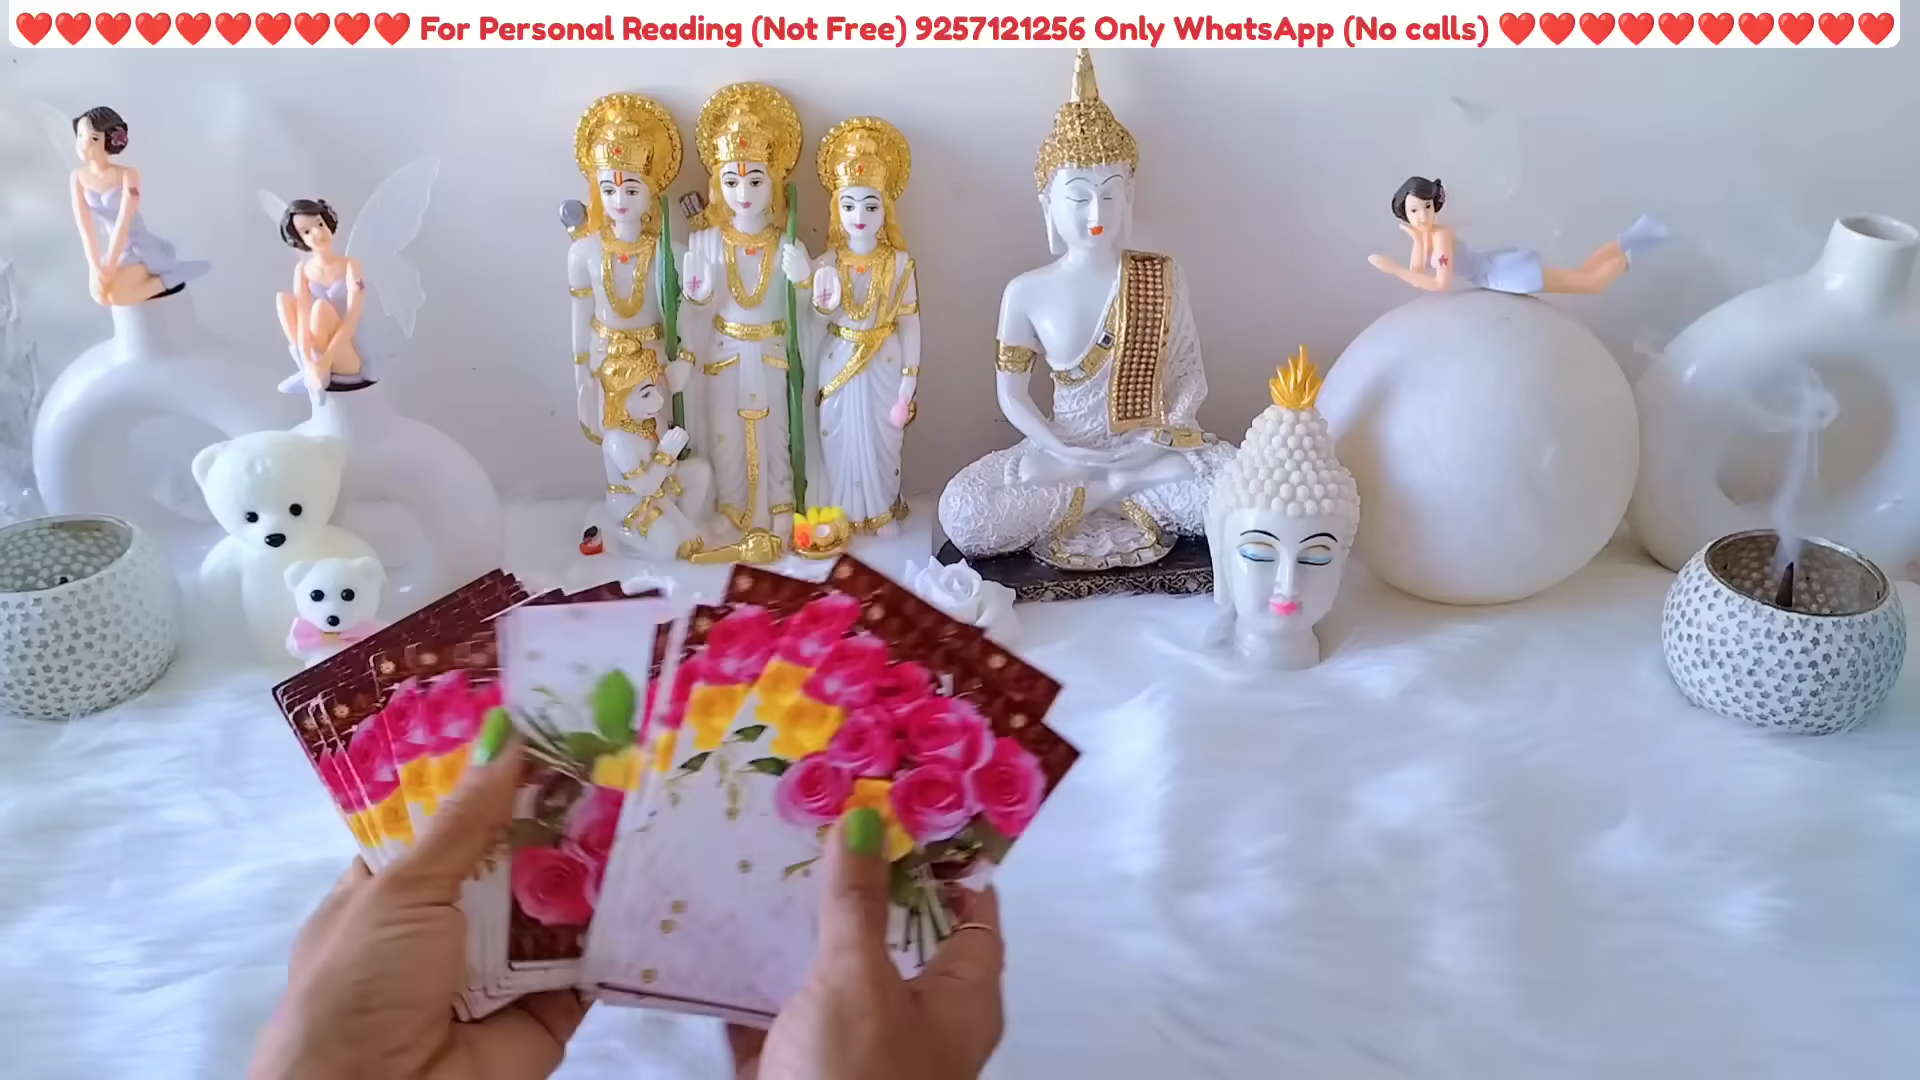 ❤️❤️❤️❤️❤️❤️❤️❤️❤️❤️ For Personal Reading (Not Free) 9257121256 Only WhatsApp (No calls) ❤️❤️❤️❤️❤️❤️❤️❤️❤️❤️